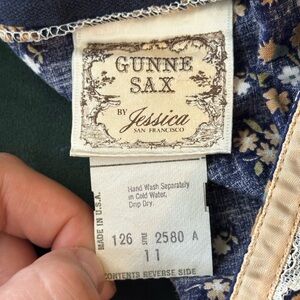 GUNNE
SAX
BY Jessica
SAN FRANCISCO
Hand Wash Separately
in Cold Water,
Drip Dry.
MADE IN U.S.A.
126 STYLE 2580 A
11
CONTENTS REVERSE SIDE